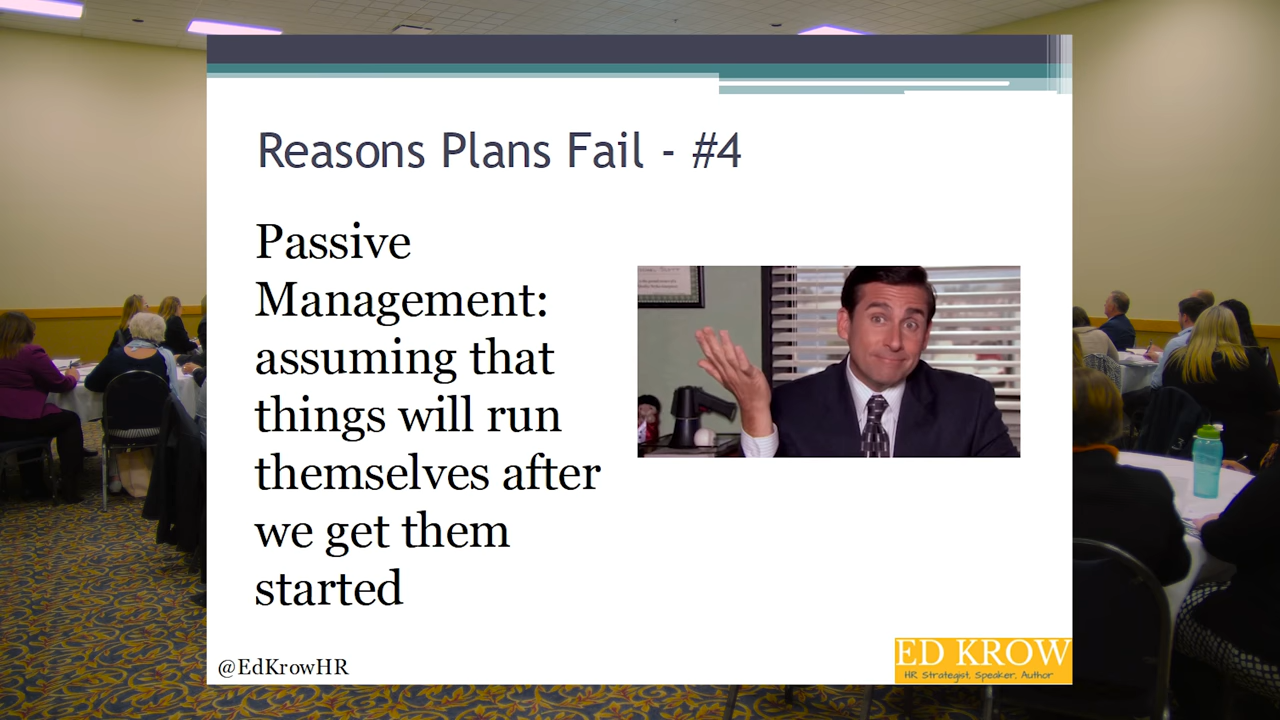 Reasons Plans Fail - #4
Passive
Management:
assuming that
things will run
themselves after
we get them
started
@EdKrowHR
ED KROW
HR Strategist, Speaker, Author